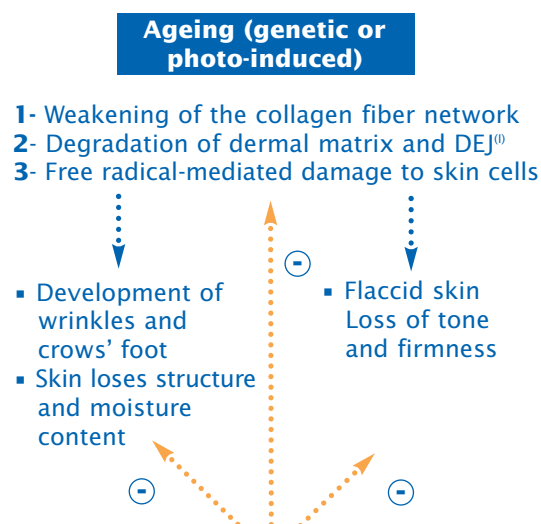 Ageing (genetic or
photo-induced)
1- Weakening of the collagen fiber network
2- Degradation of dermal matrix and DEJ(I)
3- Free radical-mediated damage to skin cells
-
▪ Development of
wrinkles and
crows’ foot
▪ Skin loses structure
and moisture
content
▪ Flaccid skin
Loss of tone
and firmness
-
-